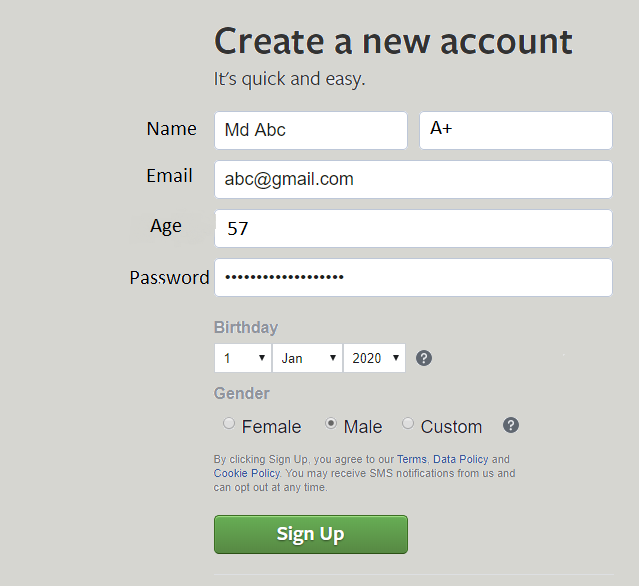 Create a new account
It's quick and easy.
Name Md Abc A+
Email abc@gmail.com
Age 57
Password •••••••••••••••••••
Birthday
1 Jan 2020 ?
Gender
Female Male Custom ?
By clicking Sign Up, you agree to our Terms, Data Policy and
Cookie Policy. You may receive SMS notifications from us and
can opt out at any time.
Sign Up